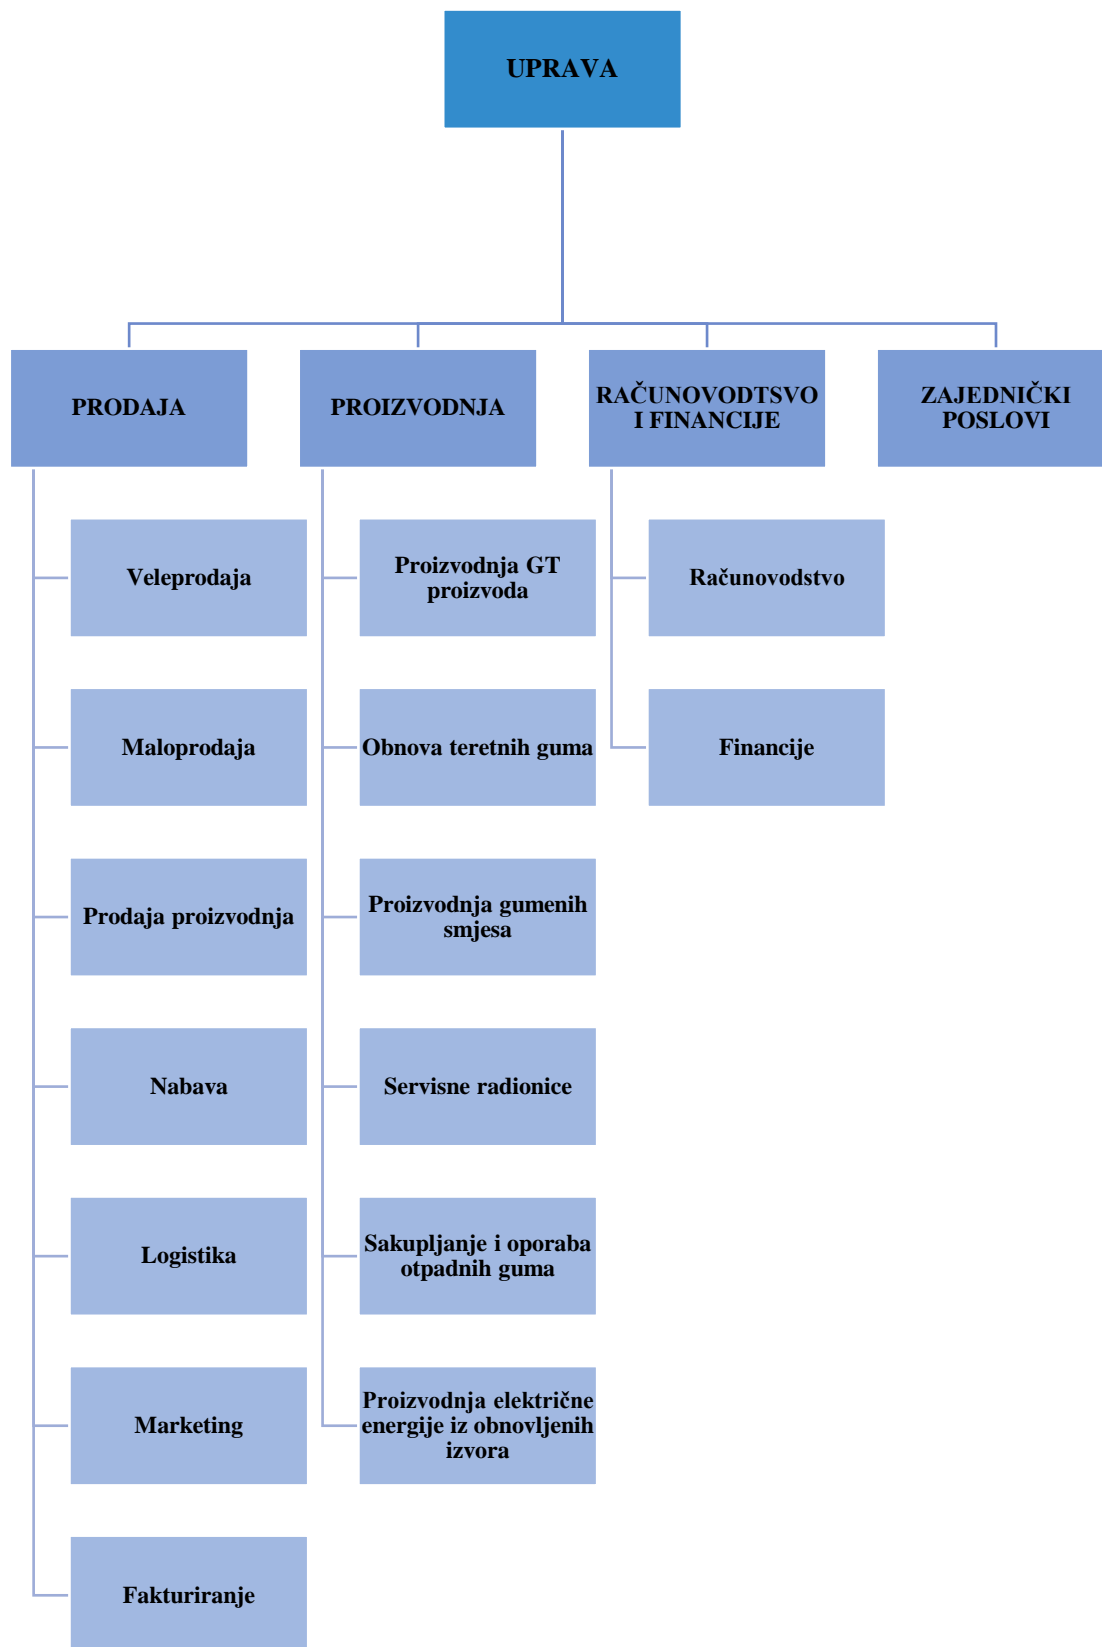 UPRAVA
PRODAJA
PROIZVODNJA
RAČUNOVODTSVO
I FINANCIJE
ZAJEDNIČKI
POSLOVI
Veleprodaja
Maloprodaja
Prodaja proizvodnja
Nabava
Logistika
Marketing
Fakturiranje
Proizvodnja GT
proizvoda
Obnova teretnih guma
Proizvodnja gumenih
smjesa
Servisne radionice
Sakupljanje i oporaba
otpadnih guma
Proizvodnja električne
energije iz obnovljenih
izvora
Računovodstvo
Financije